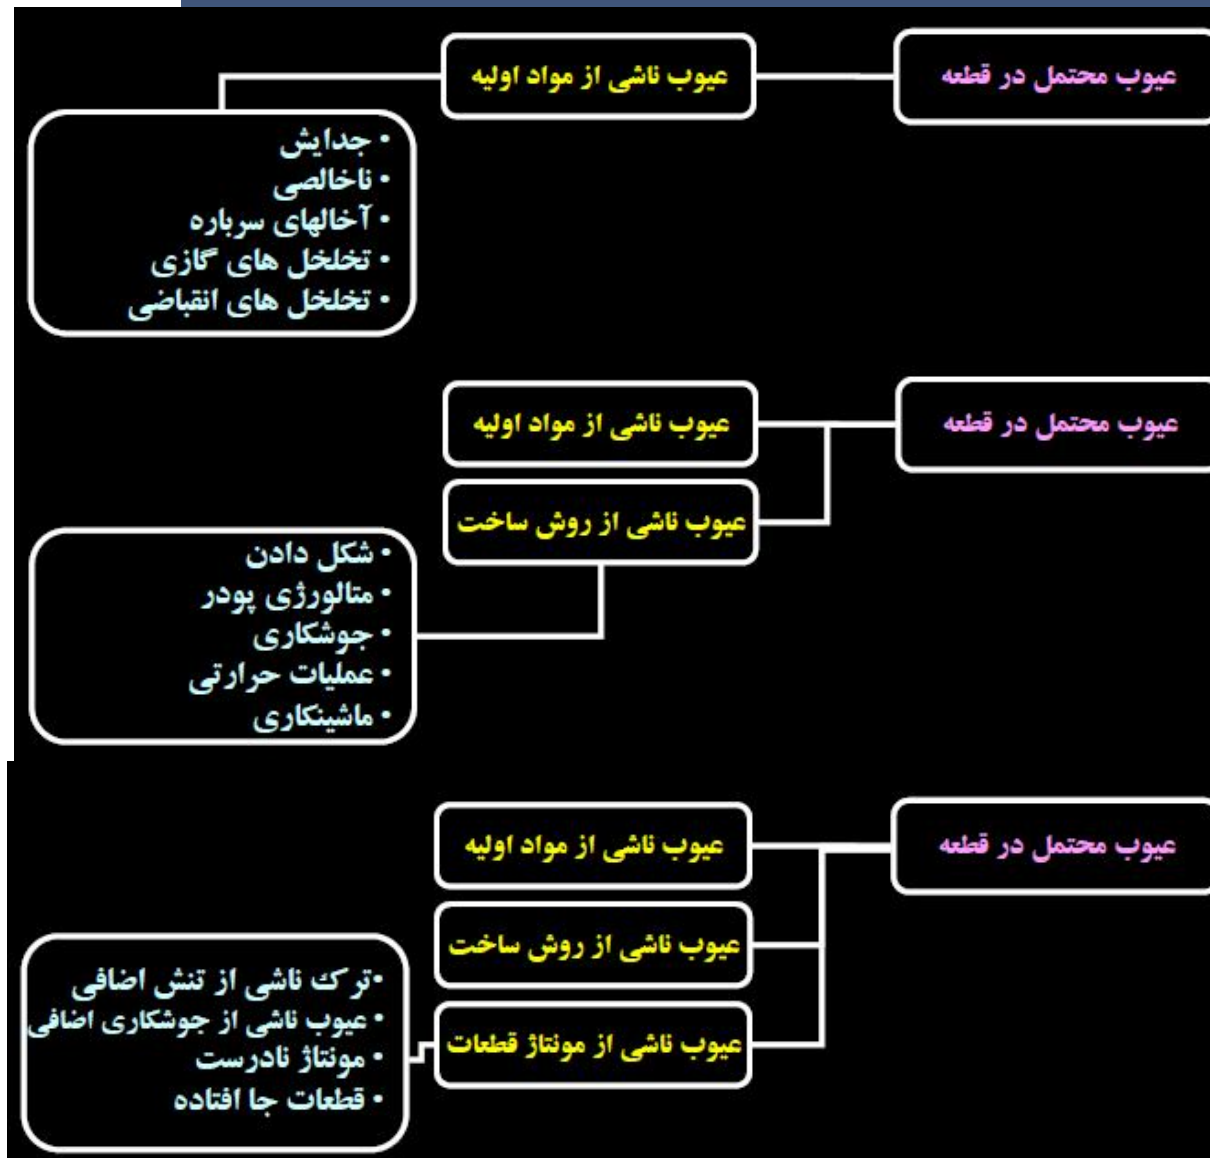 عیوب محتمل در قطعه
عیوب ناشی از مواد اولیه
• جدایش
• ناخالصی
• آخالهای سرباره
• تخلخل های گازی
• تخلخل های انقباضی
عیوب محتمل در قطعه
عیوب ناشی از مواد اولیه
عیوب ناشی از روش ساخت
• شکل دادن
• متالورژی پودر
• جوشکاری
• عملیات حرارتی
• ماشینکاری
عیوب محتمل در قطعه
عیوب ناشی از مواد اولیه
عیوب ناشی از روش ساخت
عیوب ناشی از مونتاژ قطعات
•ترک ناشی از تنش اضافی
• عیوب ناشی از جوشکاری اضافی
• مونتاژ نادرست
• قطعات جا افتاده